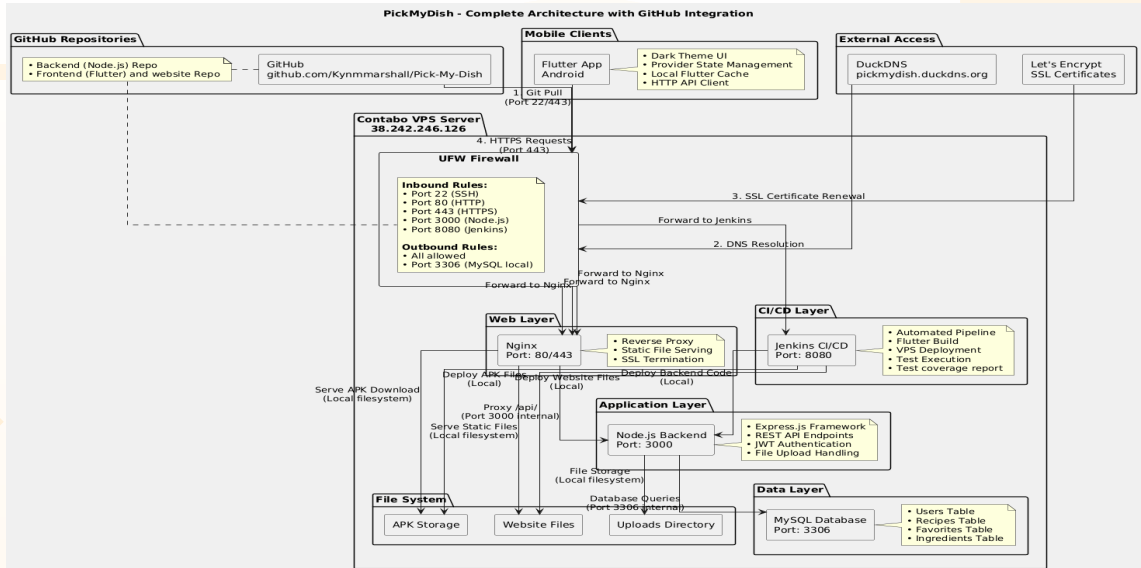 PickMyDish - Complete Architecture with GitHub Integration
GitHub Repositories
• Backend (Node.js) Repo
• Frontend (Flutter) and website Repo
GitHub
github.com/Kynmmarshall/Pick-My-Dish
Mobile Clients
Flutter App
Android
• Dark Theme UI
• Provider State Management
• Local Flutter Cache
• HTTP API Client
External Access
DuckDNS
pickmydish.duckdns.org
Let's Encrypt
SSL Certificates
1. Git Pull
(Port 22/443)
Contabo VPS Server
38.242.246.126
4. HTTPS Requests
(Port 443)
UFW Firewall
Inbound Rules:
• Port 22 (SSH)
• Port 80 (HTTP)
• Port 443 (HTTPS)
• Port 3000 (Node.js)
• Port 8080 (Jenkins)
Outbound Rules:
• All allowed
• Port 3306 (MySQL local)
3. SSL Certificate Renewal
Forward to Jenkins
2. DNS Resolution
Forward to Nginx
Forward to Nginx
Forward to Nginx
Web Layer
Nginx
Port: 80/443
• Reverse Proxy
• Static File Serving
• SSL Termination
CI/CD Layer
Jenkins CI/CD
Port: 8080
• Automated Pipeline
• Flutter Build
• VPS Deployment
• Test Execution
• Test coverage report
Serve APK Download
(Local filesystem)
Deploy APK Files
(Local)
Deploy Website Files
(Local)
Deploy Backend Code
(Local)
Proxy /api/
(Port 3000 internal)
Serve Static Files
(Local filesystem)
Application Layer
Node.js Backend
Port: 3000
• Express.js Framework
• REST API Endpoints
• JWT Authentication
• File Upload Handling
File Storage
(Local filesystem)
Database Queries
(Port 3306 internal)
File System
APK Storage
Website Files
Uploads Directory
Data Layer
MySQL Database
Port: 3306
• Users Table
• Recipes Table
• Favorites Table
• Ingredients Table